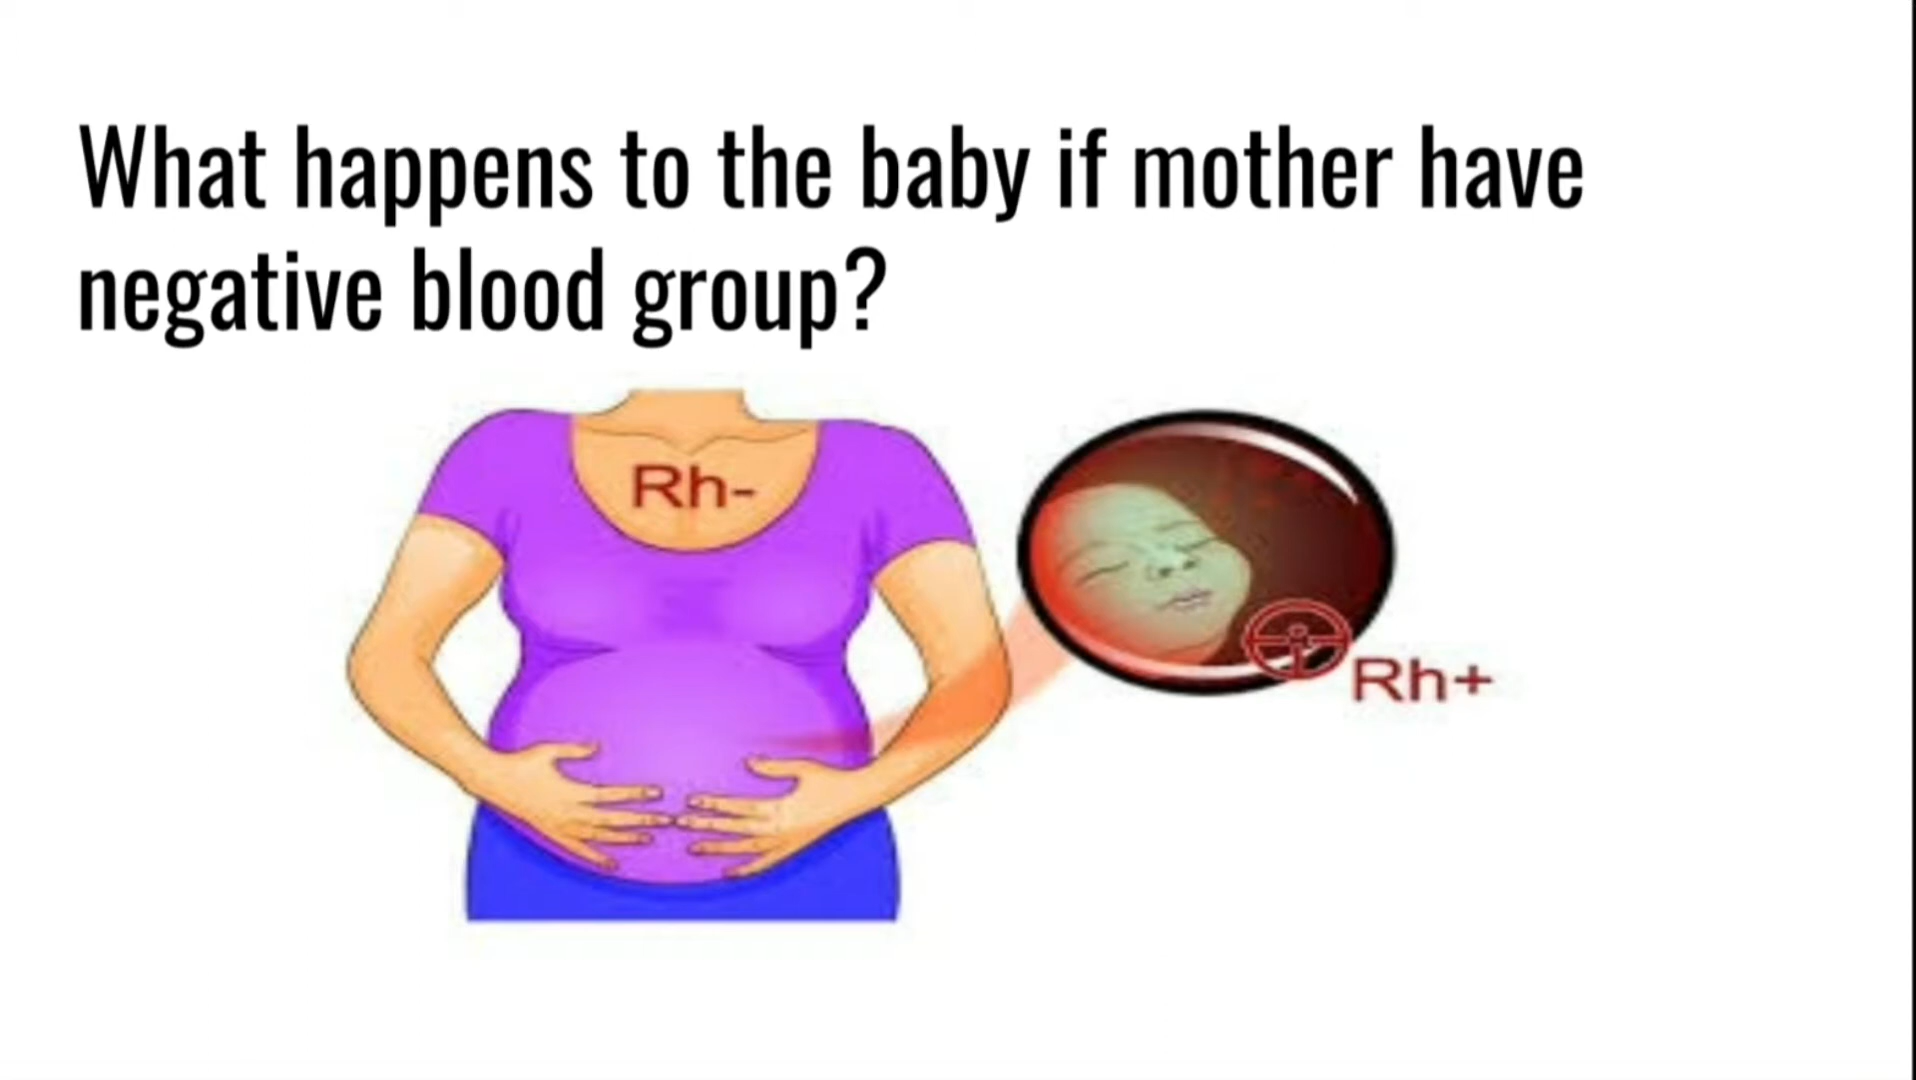 What happens to the baby if mother have
negative blood group?
Rh-
Rh+